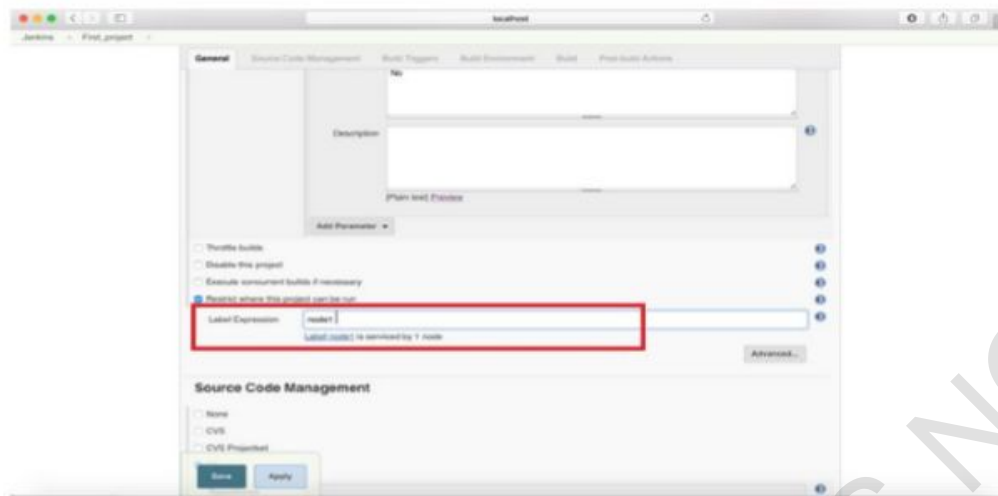 localhost
Jenkins › First_project ›
General Source Code Management Build Triggers Build Environment Build Post-build Actions
No
Description
[Plain text] Preview
Add Parameter
Throttle builds
Disable this project
Execute concurrent builds if necessary
Restrict where this project can be run
Label Expression node1
Label node1 is serviced by 1 node
Advanced...
Source Code Management
None
CVS
CVS Projectset
Save Apply